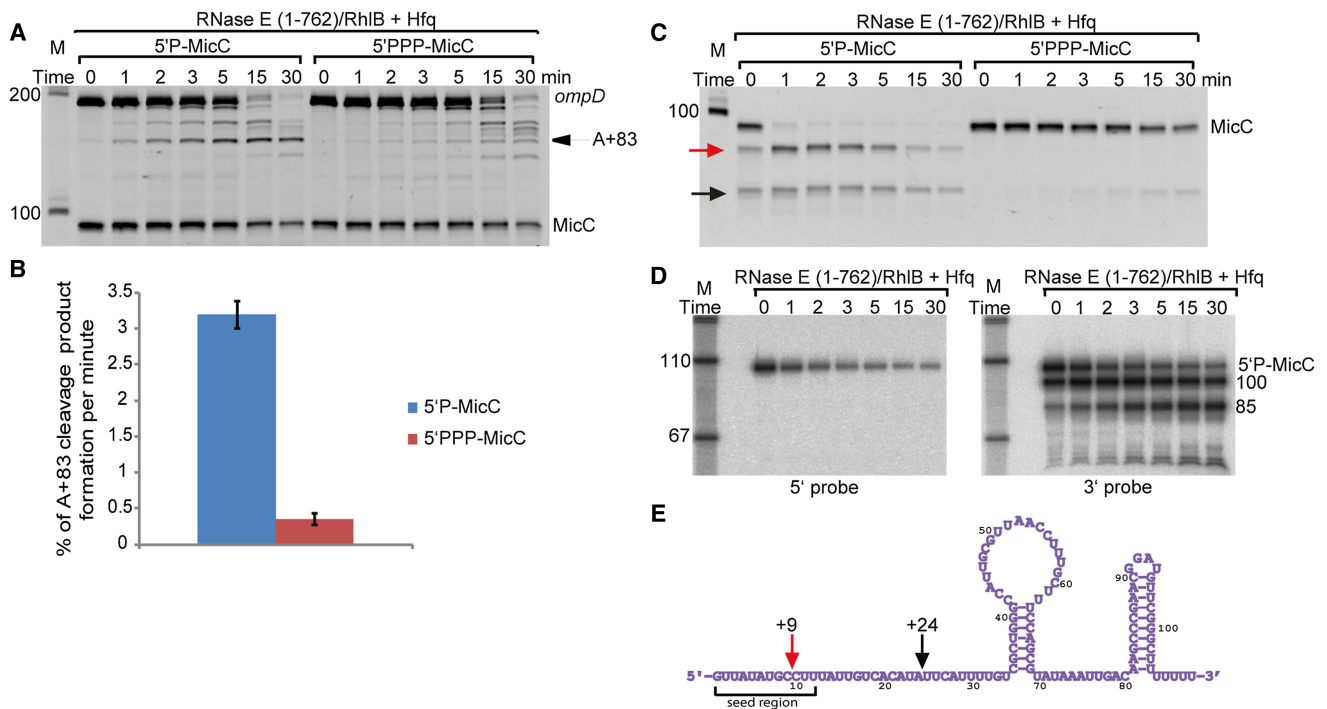 A
RNase E (1-762)/RhlB + Hfq
M
5'P-MicC
5'PPP-MicC
Time
0 1 2 3 5 15 30
0 1 2 3 5 15 30
min
200
ompD
A+83
100
MicC
B
% of A+83 cleavage product
formation per minute
3.5
3
2.5
2
1.5
1
0.5
0
5'P-MicC
5'PPP-MicC
C
RNase E (1-762)/RhlB + Hfq
M
5'P-MicC
5'PPP-MicC
Time
0 1 2 3 5 15 30
0 1 2 3 5 15 30
min
100
MicC
D
RNase E (1-762)/RhlB + Hfq
M
Time
0 1 2 3 5 15 30
110
67
5' probe
RNase E (1-762)/RhlB + Hfq
M
Time
0 1 2 3 5 15 30
5'P-MicC
100
85
3' probe
E
50
60
40
90
100
+9
+24
5'-GUUAUAUGCCUUUAUUGUCACAUAUUCAUUUUGU
UAUAAAUUGAC
UUUUU-3'
10
20
30
70
80
seed region